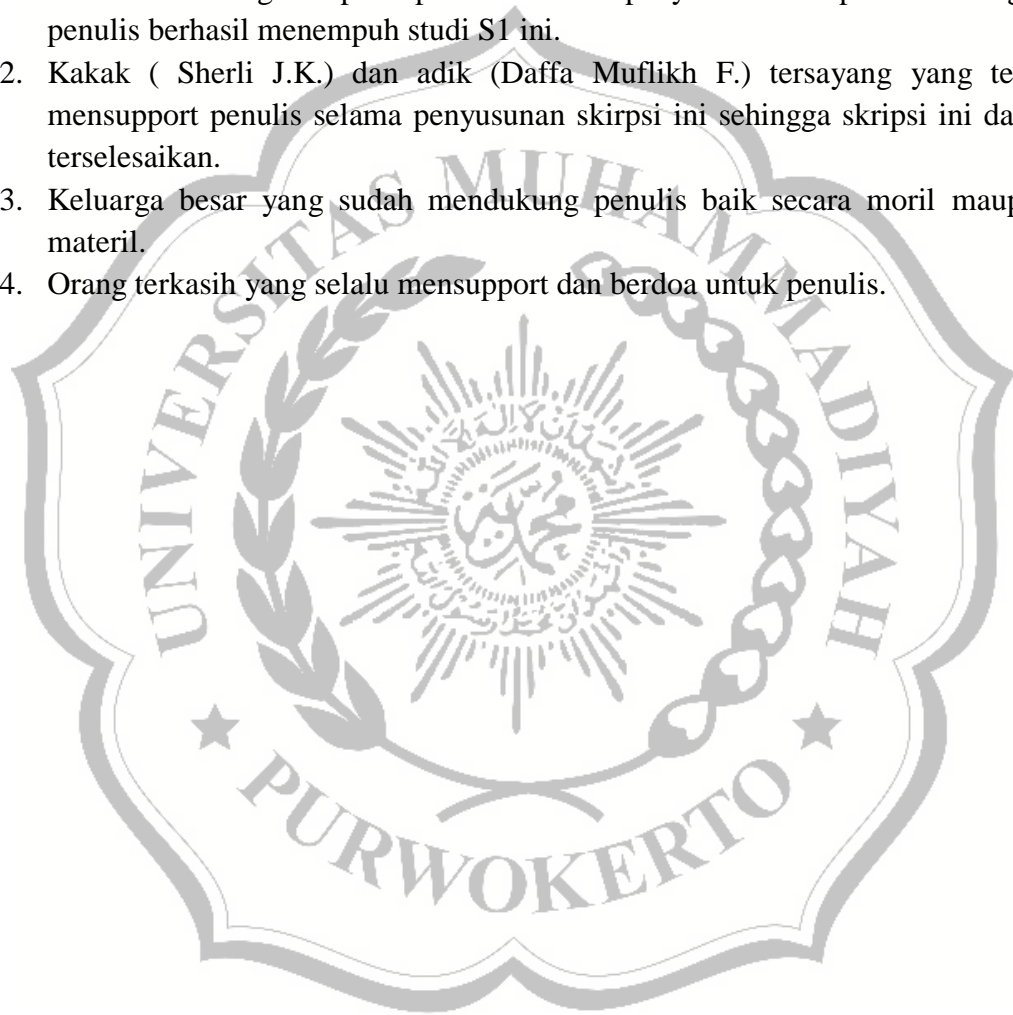 penulis berhasil menempuh studi S1 ini.
2. Kakak ( Sherli J.K.) dan adik (Daffa Muflikh F.) tersayang yang te
mensupport penulis selama penyusunan skirpsi ini sehingga skripsi ini da
terselesaikan.
3. Keluarga besar yang sudah mendukung penulis baik secara moril maup
materil.
4. Orang terkasih yang selalu mensupport dan berdoa untuk penulis.
UNIVERSITAS MUHAMMADIYAH
PURWOKERTO